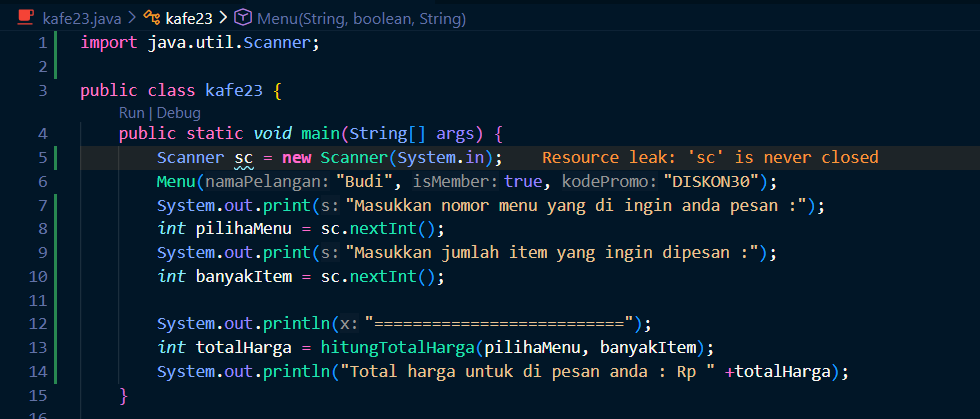 kafe23.java > kafe23 > Menu(String, boolean, String)
1 import java.util.Scanner;
2
3 public class kafe23 {
Run | Debug
4 public static void main(String[] args) {
5 Scanner sc = new Scanner(System.in); Resource leak: 'sc' is never closed
6 Menu(namaPelangan: "Budi", isMember: true, kodePromo: "DISKON30");
7 System.out.print(s: "Masukkan nomor menu yang di ingin anda pesan :");
8 int pilihaMenu = sc.nextInt();
9 System.out.print(s: "Masukkan jumlah item yang ingin dipesan :");
10 int banyakItem = sc.nextInt();
11
12 System.out.println(x: "==========================");
13 int totalHarga = hitungTotalHarga(pilihaMenu, banyakItem);
14 System.out.println("Total harga untuk di pesan anda : Rp " +totalHarga);
15 }
16